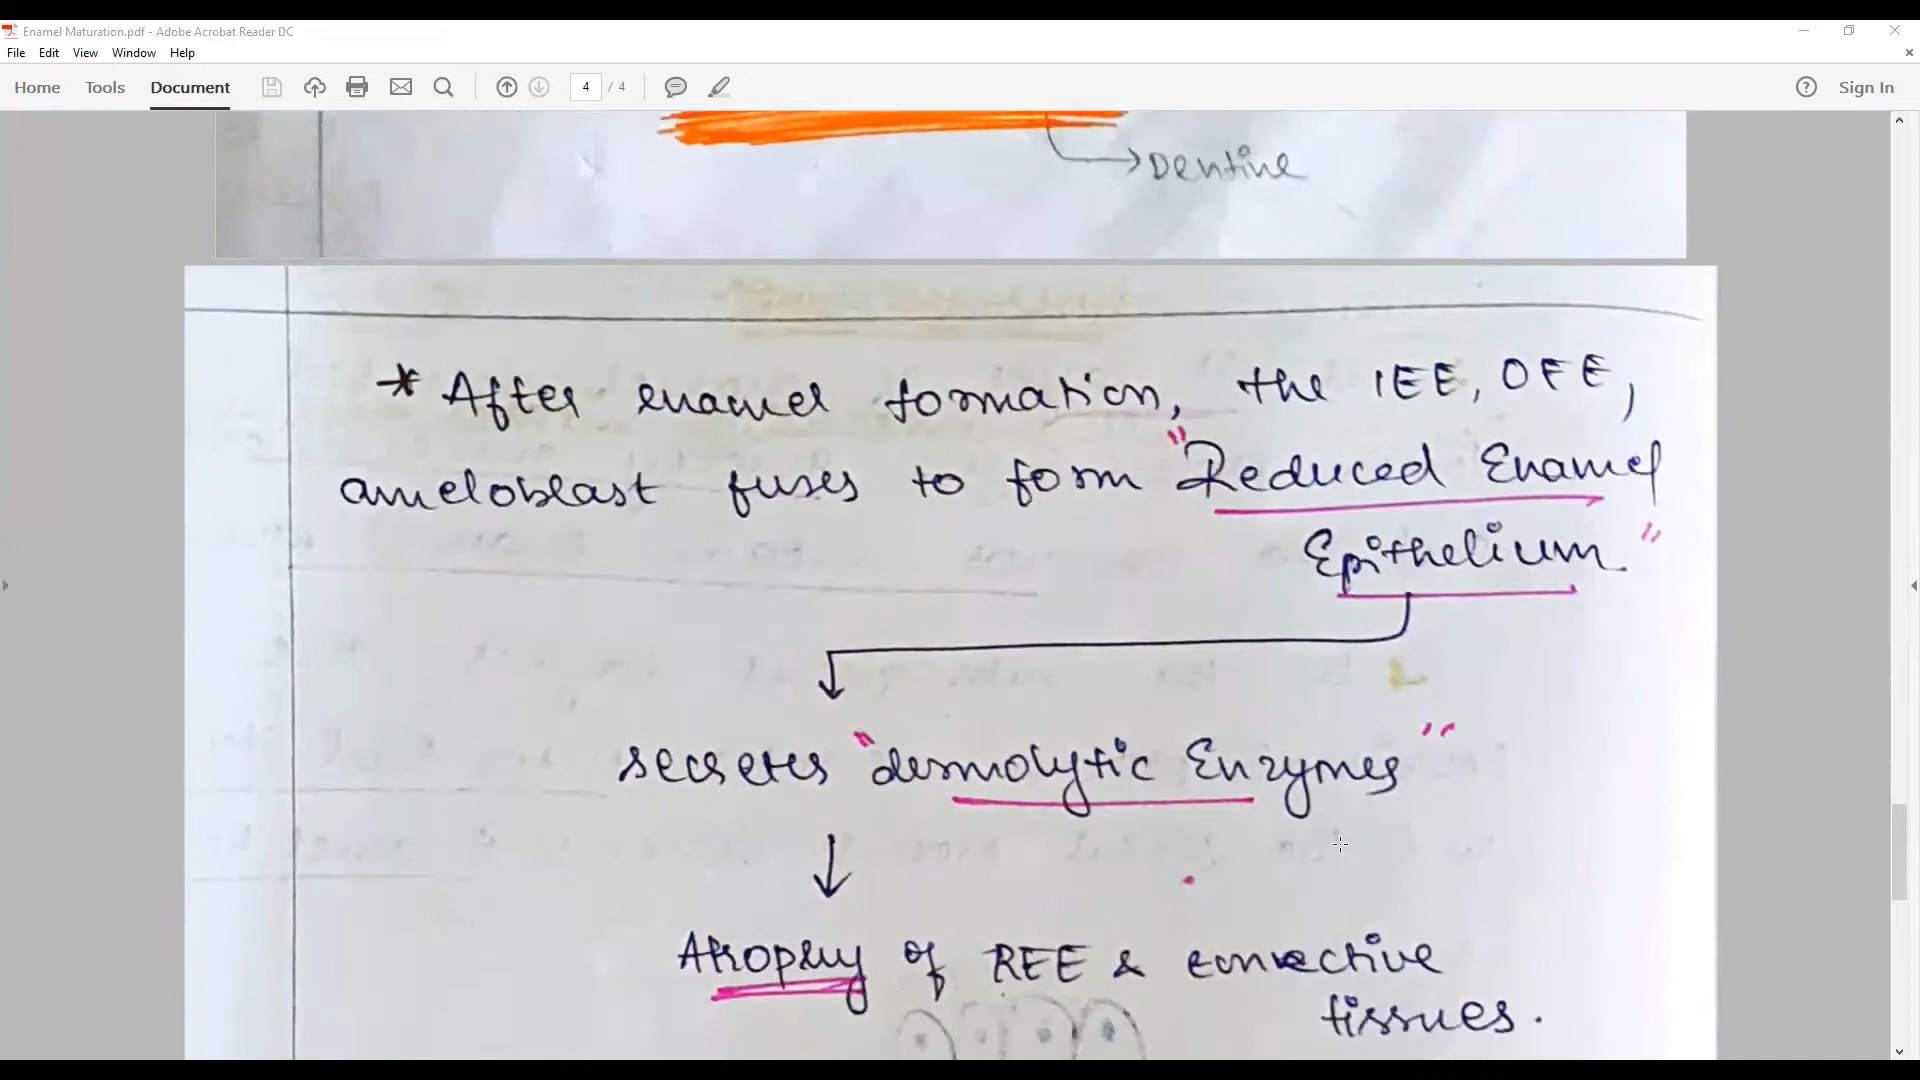 Enamel Maturation.pdf - Adobe Acrobat Reader DC
File Edit View Window Help
Home Tools Document 4 / 4 Sign In
Dentine
* After enamel formation, the IEE, OEE,
ameloblast fuses to form "Reduced Enamel
Epithelium"
secretes "desmolytic Enzymes"
Atrophy of REE & connective
tissues.